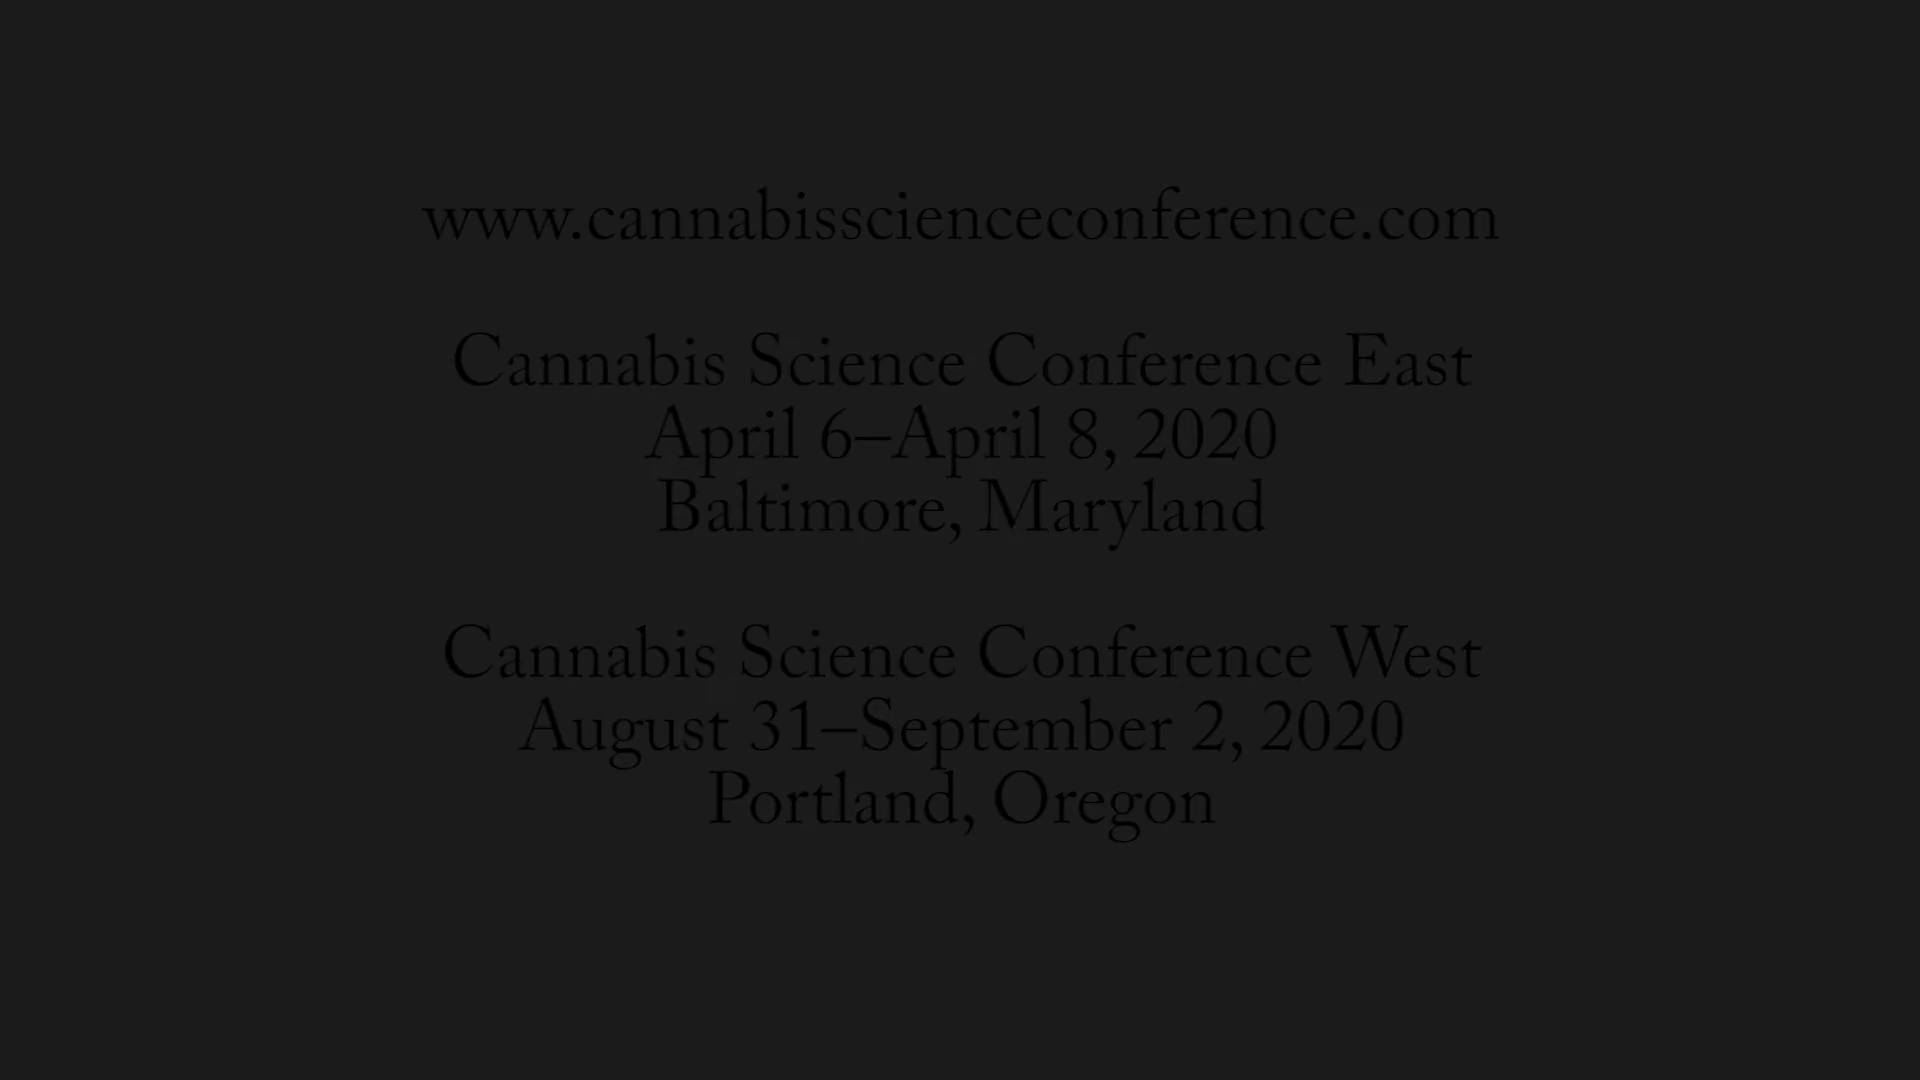 www.cannabisscienceconference.com
Cannabis Science Conference East
April 6–April 8, 2020
Baltimore, Maryland
Cannabis Science Conference West
August 31–September 2, 2020
Portland, Oregon